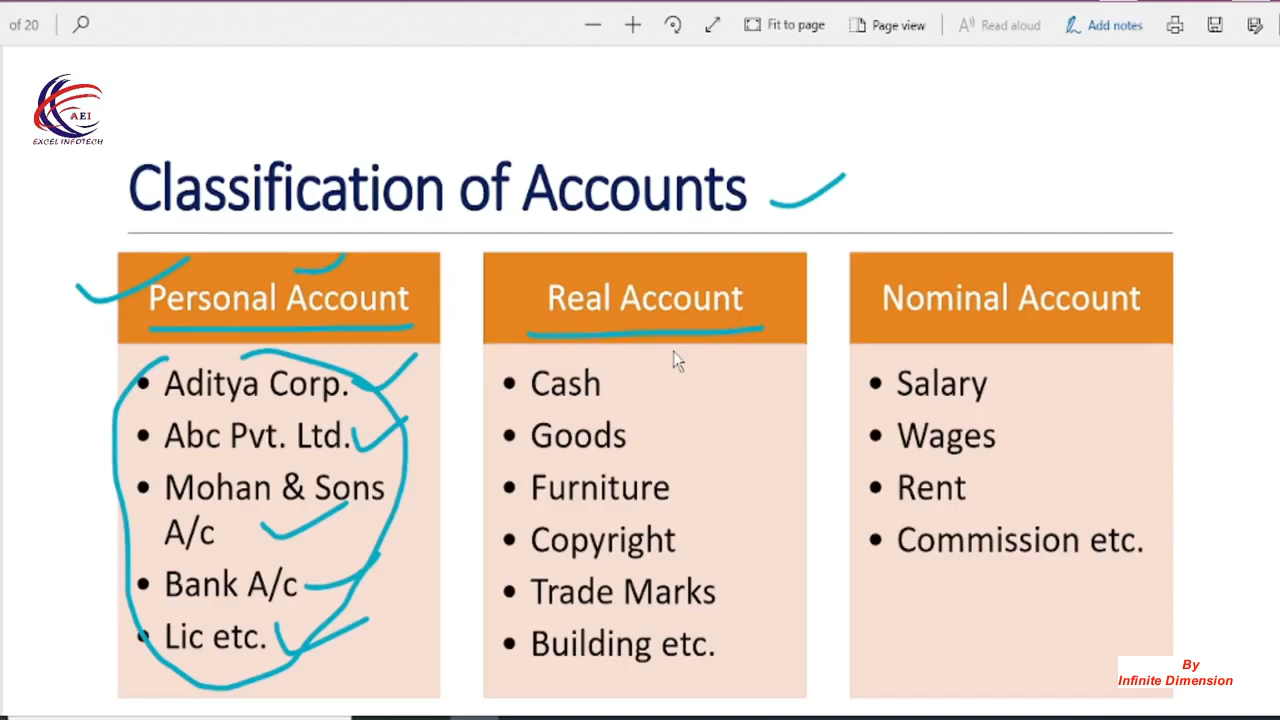 of 20
Fit to page
Page view
Read aloud
Add notes
AEI
EXCEL INFOTECH
Classification of Accounts
Personal Account
• Aditya Corp.
• Abc Pvt. Ltd.
• Mohan & Sons
A/c
• Bank A/c
• Lic etc.
Real Account
• Cash
• Goods
• Furniture
• Copyright
• Trade Marks
• Building etc.
Nominal Account
• Salary
• Wages
• Rent
• Commission etc.
By
Infinite Dimension